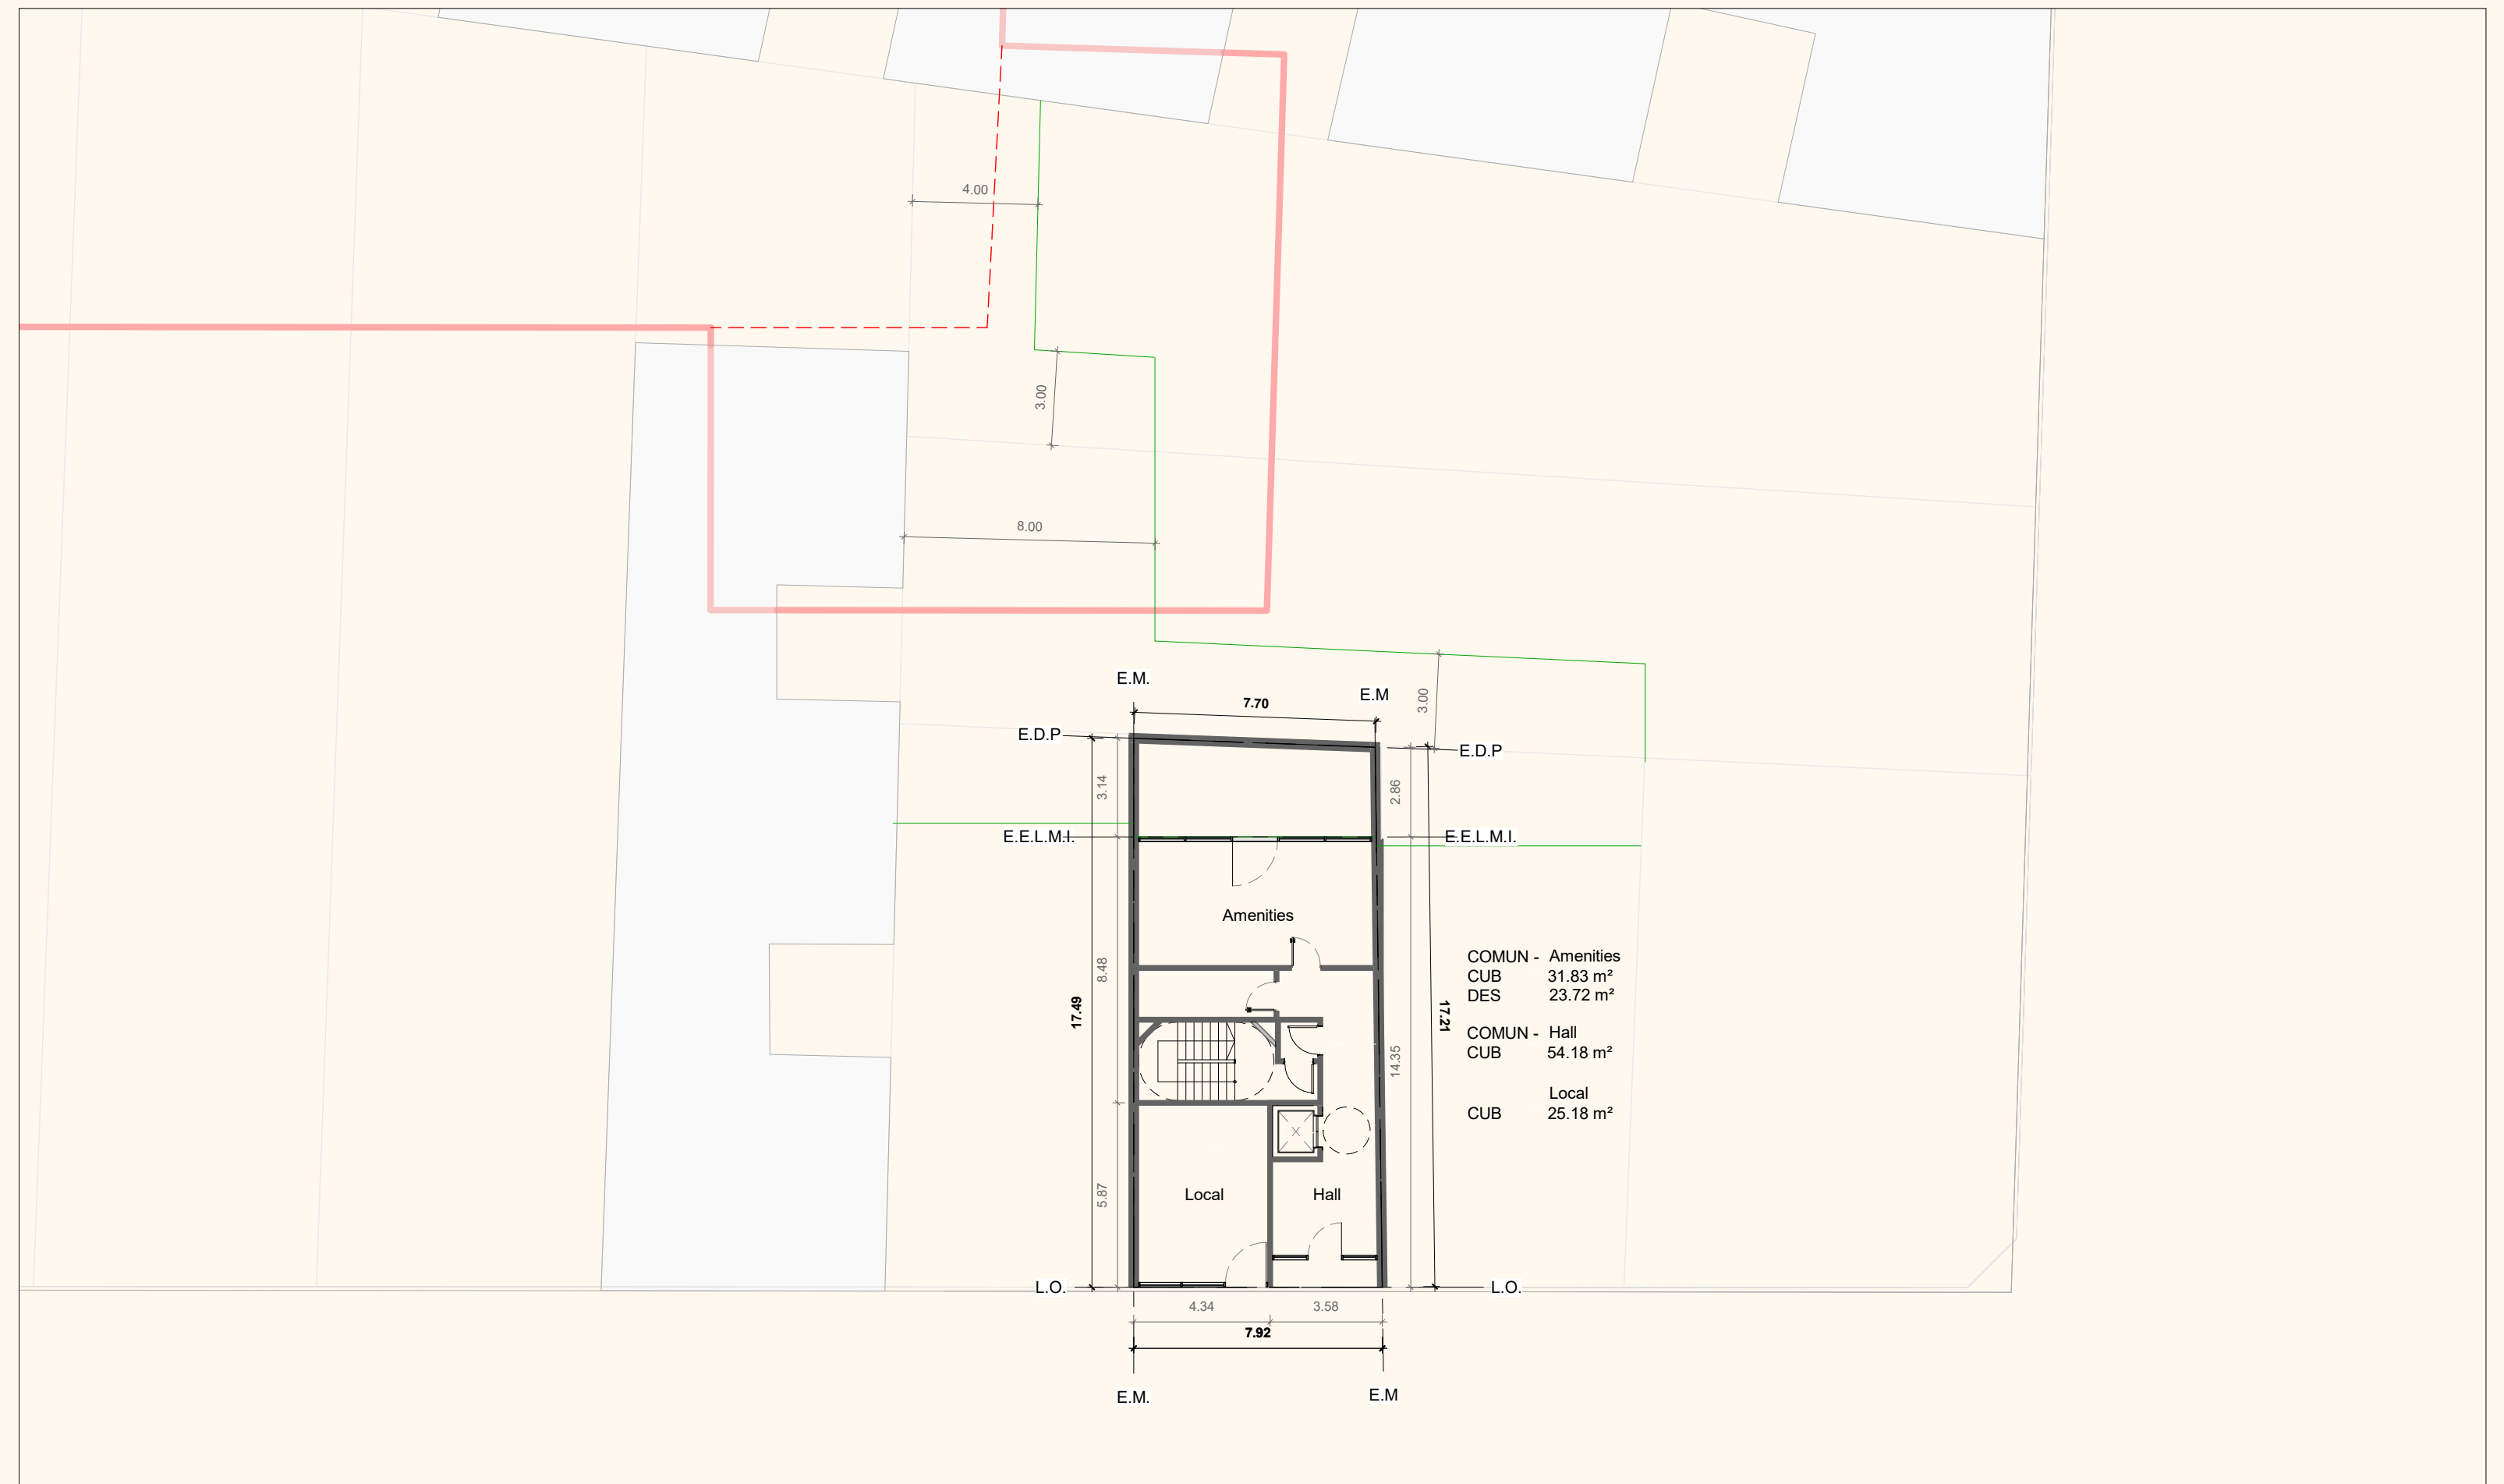 4.00
3.00
8.00
E.M.
E.M
7.70
3.00
E.D.P
E.D.P
3.14
2.86
E.E.L.M.I.
E.E.L.M.I.
Amenities
8.48
17.49
17.21
14.35
COMUN - Amenities
CUB 31.83 m²
DES 23.72 m²
COMUN - Hall
CUB 54.18 m²
Local
CUB 25.18 m²
5.87
Local
Hall
L.O.
L.O.
4.34
3.58
7.92
E.M.
E.M